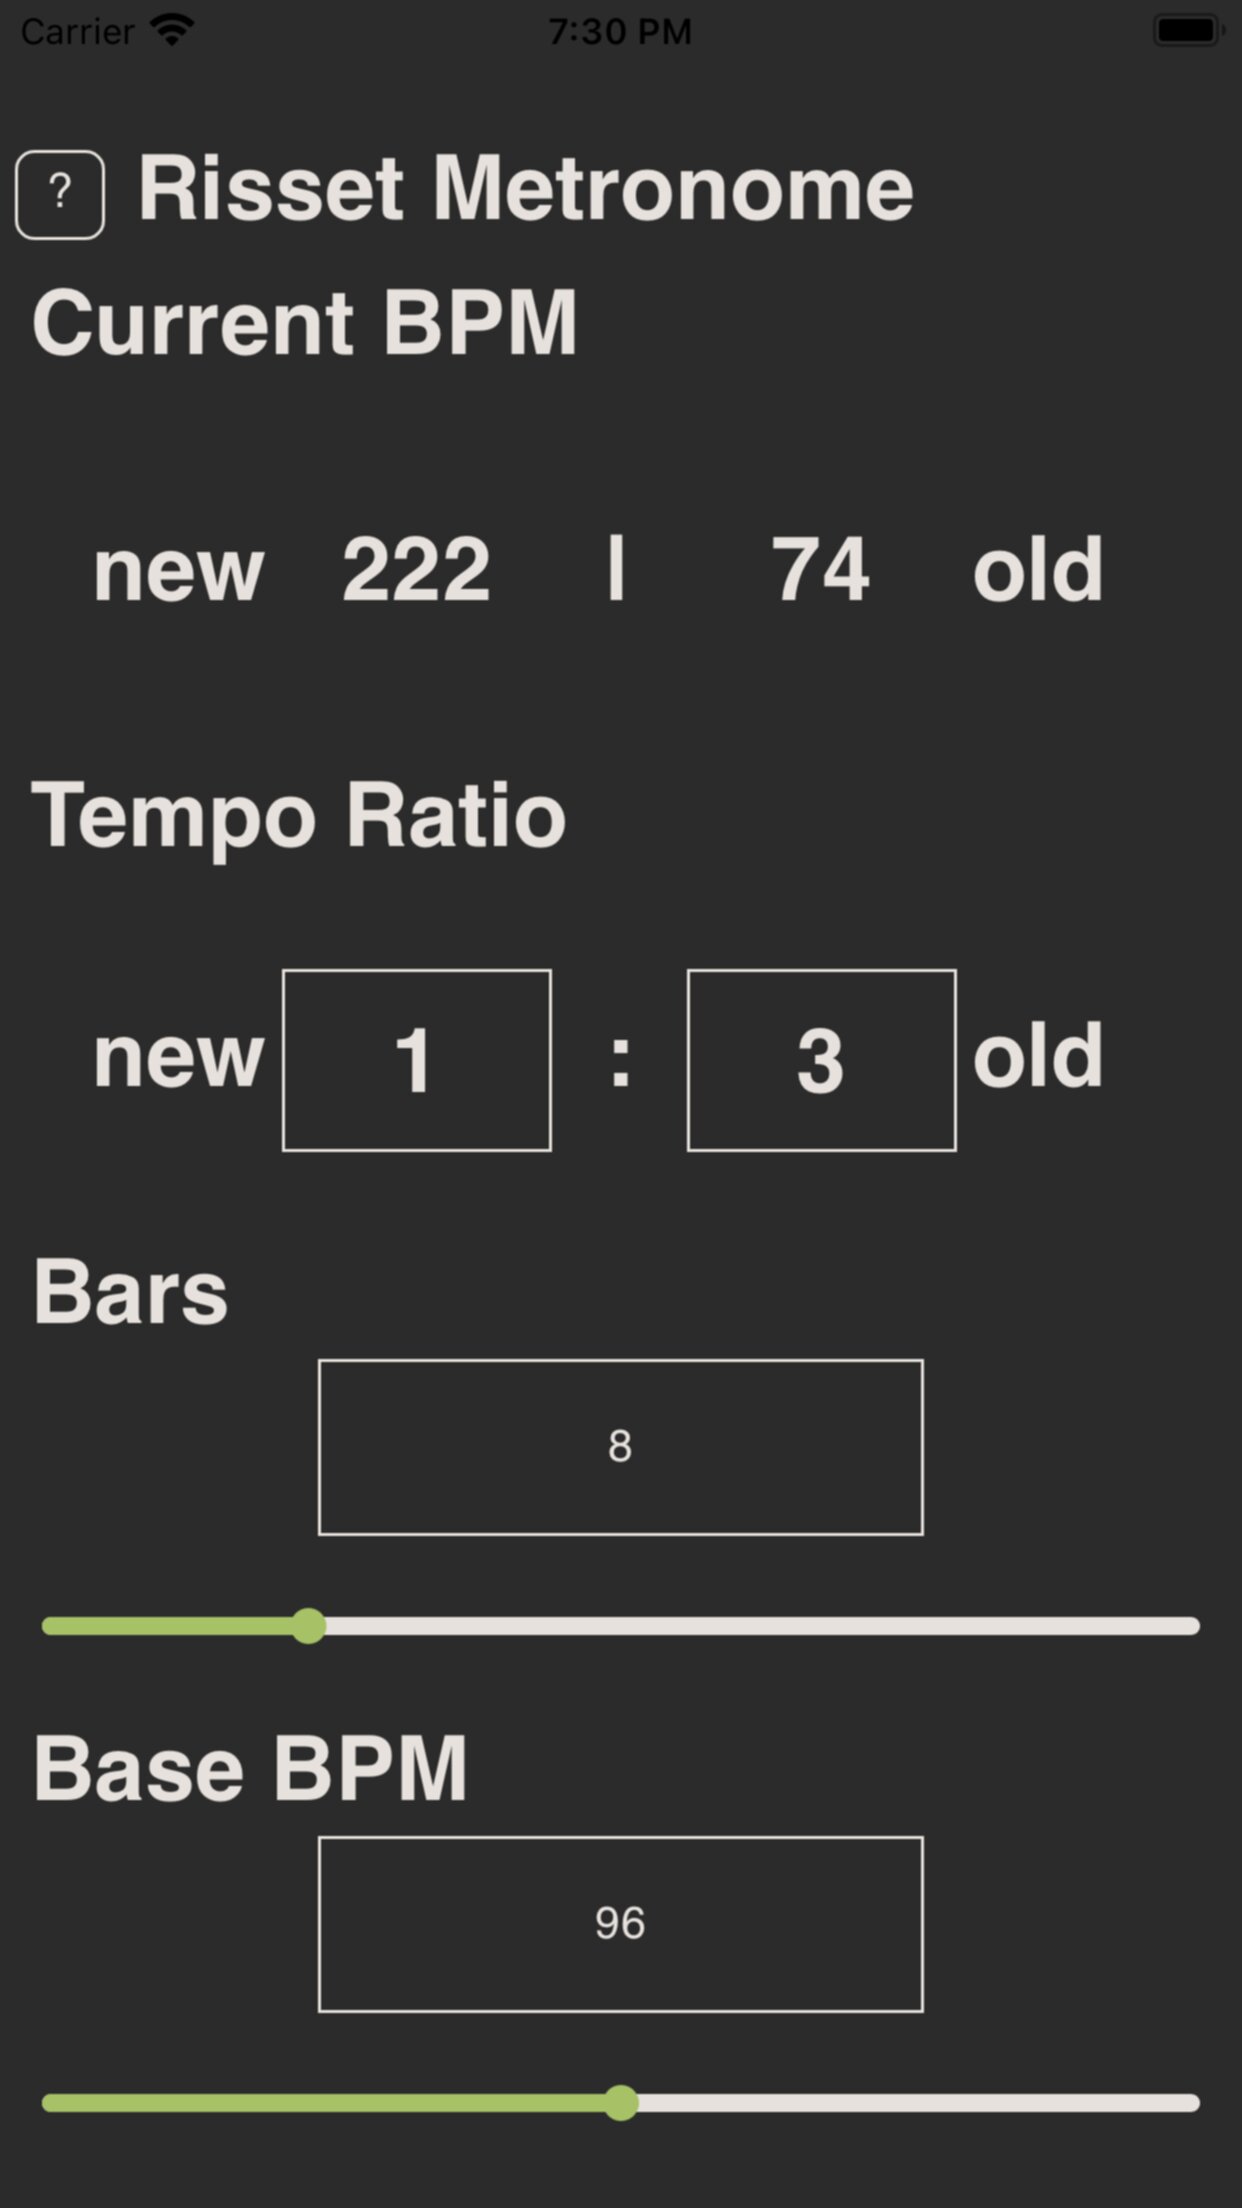 Carrier 7:30 PM
? Risset Metronome
Current BPM
new 222 | 74 old
Tempo Ratio
new 1 : 3 old
Bars
8
Base BPM
96